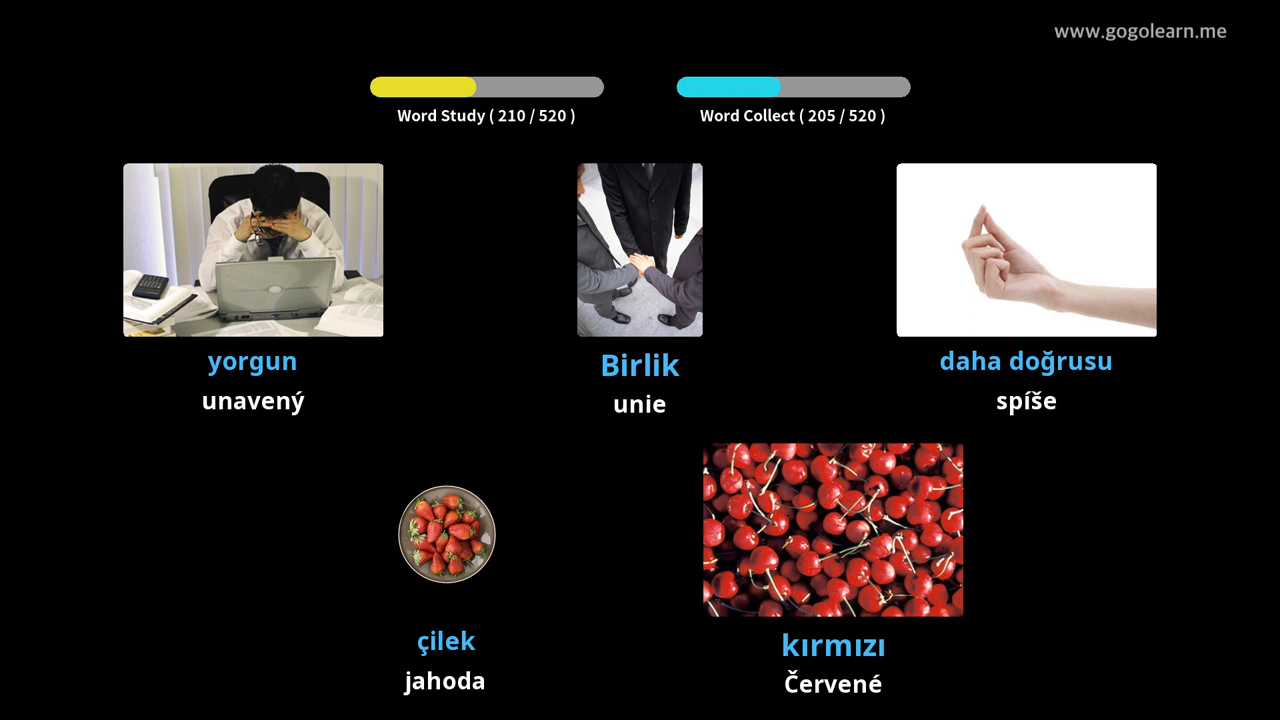 www.gogolearn.me
Word Study ( 210 / 520 )
Word Collect ( 205 / 520 )
yorgun
unavený
Birlik
unie
daha doğrusu
spíše
çilek
jahoda
kırmızı
Červené